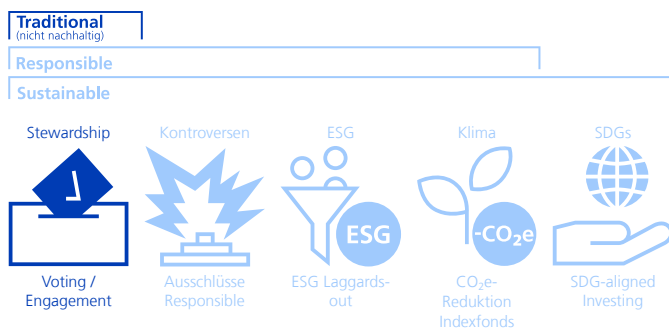 Traditional
(nicht nachhaltig)
Responsible
Sustainable
Stewardship
Kontroversen
ESG
Klima
SDGs
ESG
-CO₂e
Voting /
Engagement
Ausschlüsse
Responsible
ESG Laggards-
out
CO₂e-
Reduktion
Indexfonds
SDG-aligned
Investing